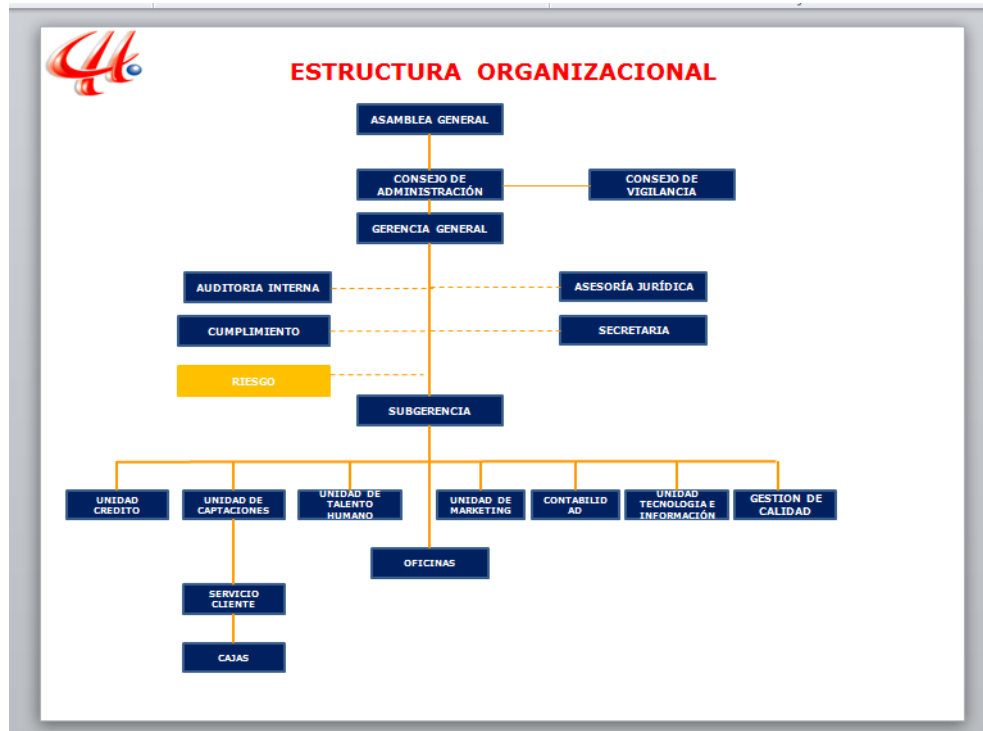 ESTRUCTURA ORGANIZACIONAL
ASAMBLEA GENERAL
CONSEJO DE
ADMINISTRACIÓN
CONSEJO DE
VIGILANCIA
GERENCIA GENERAL
AUDITORIA INTERNA
ASESORÍA JURÍDICA
CUMPLIMIENTO
SECRETARIA
RIESGO
SUBGERENCIA
UNIDAD
CREDITO
UNIDAD DE
CAPTACIONES
UNIDAD DE
TALENTO
HUMANO
UNIDAD DE
MARKETING
CONTABILID
AD
UNIDAD
TECNOLOGIA E
INFORMACIÓN
GESTION DE
CALIDAD
OFICINAS
SERVICIO
CLIENTE
CAJAS